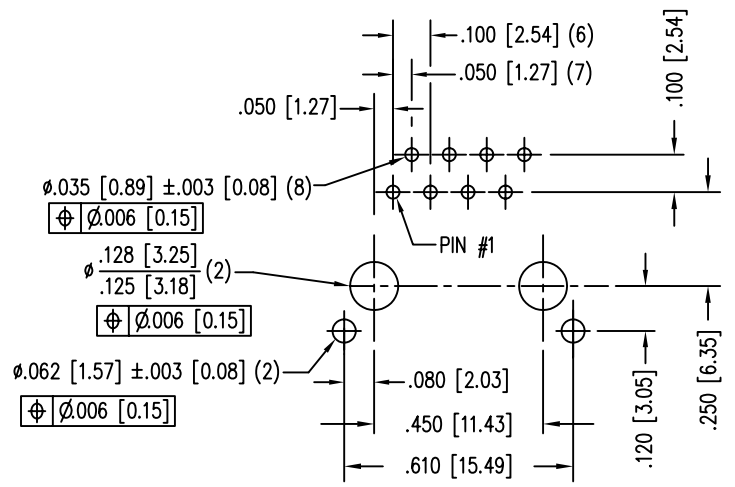 .100 [2.54] (6)
.050 [1.27] (7)
.100 [2.54]
.050 [1.27]
ø.035 [0.89] ±.003 [0.08] (8)
⌖ Ø.006 [0.15]
PIN #1
ø .128 [3.25]
.125 [3.18] (2)
⌖ Ø.006 [0.15]
ø.062 [1.57] ±.003 [0.08] (2)
⌖ Ø.006 [0.15]
.080 [2.03]
.450 [11.43]
.610 [15.49]
.120 [3.05]
.250 [6.35]